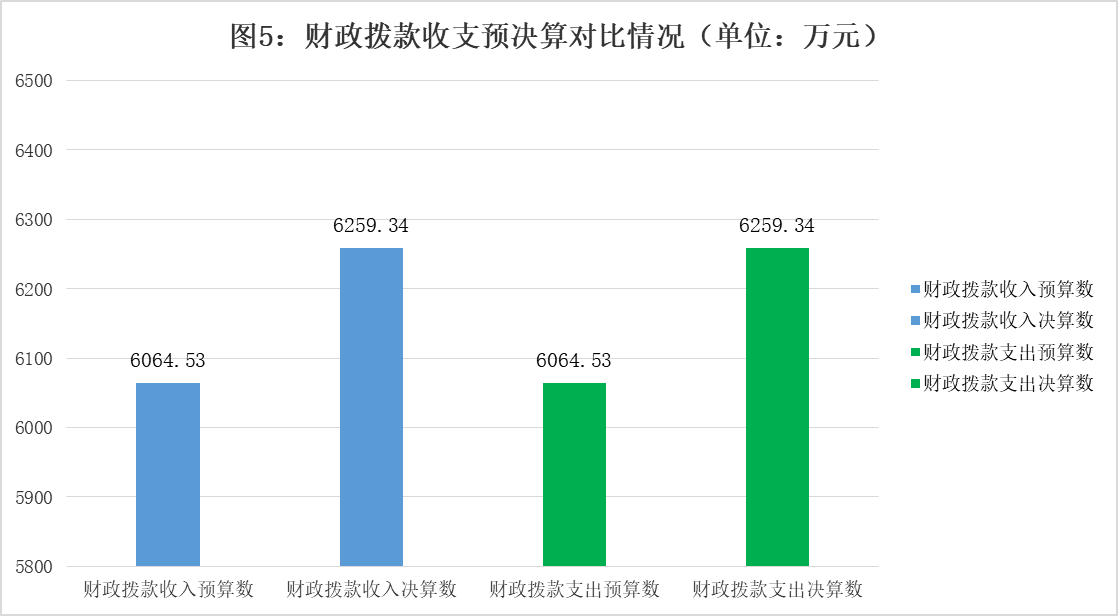 图5：财政拨款收支预决算对比情况（单位：万元）
6500
6400
6300
6200
6100
6000
5900
5800
6064.53
6259.34
6064.53
6259.34
财政拨款收入预算数
财政拨款收入决算数
财政拨款支出预算数
财政拨款支出决算数
财政拨款收入预算数
财政拨款收入决算数
财政拨款支出预算数
财政拨款支出决算数